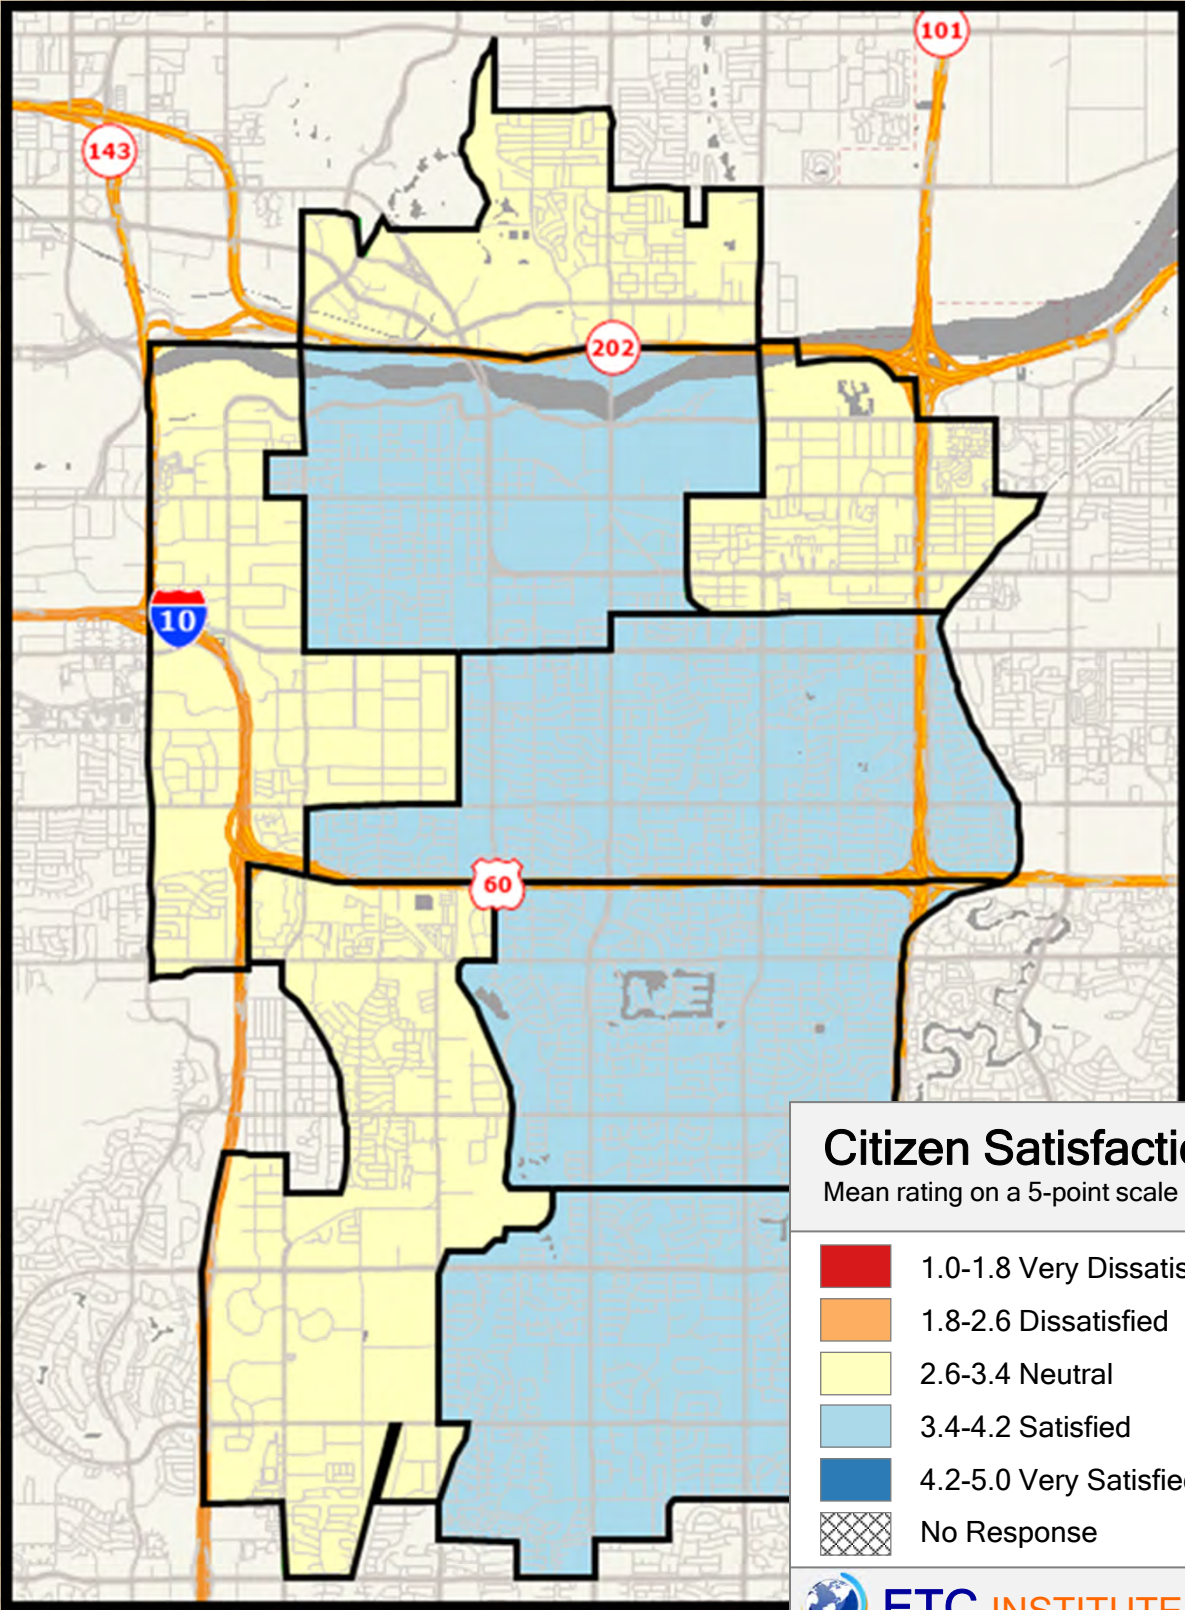 101
143
202
10
60
Citizen Satisfactio
Mean rating on a 5-point scale
1.0-1.8 Very Dissatis
1.8-2.6 Dissatisfied
2.6-3.4 Neutral
3.4-4.2 Satisfied
4.2-5.0 Very Satisfie
No Response
ETC INSTITUTE